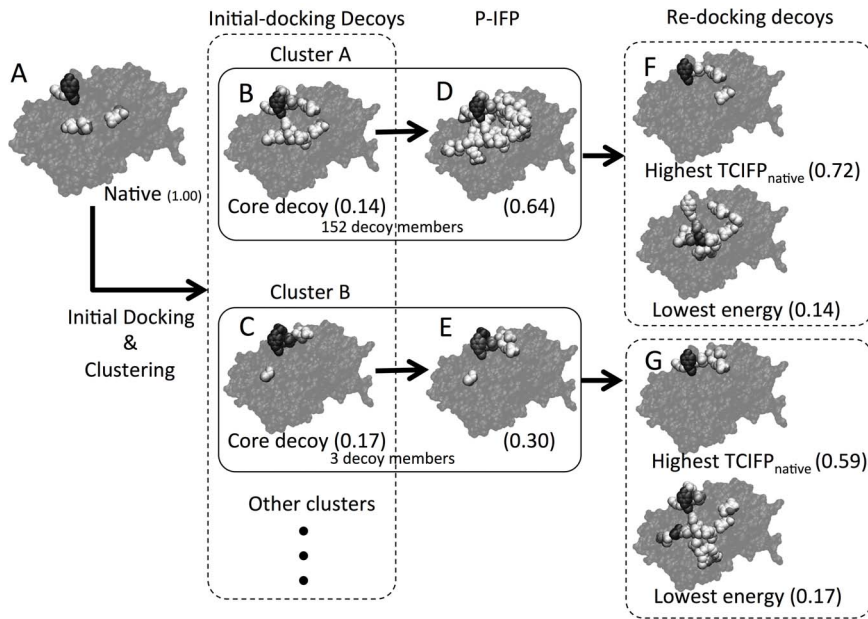 Initial-docking Decoys
P-IFP
Re-docking decoys
Cluster A
A
B
D
F
Native (1.00)
Core decoy (0.14)
(0.64)
152 decoy members
Highest TCIFPnative (0.72)
Lowest energy (0.14)
Initial Docking
&
Clustering
Cluster B
C
E
G
Core decoy (0.17)
(0.30)
3 decoy members
Highest TCIFPnative (0.59)
Lowest energy (0.17)
Other clusters